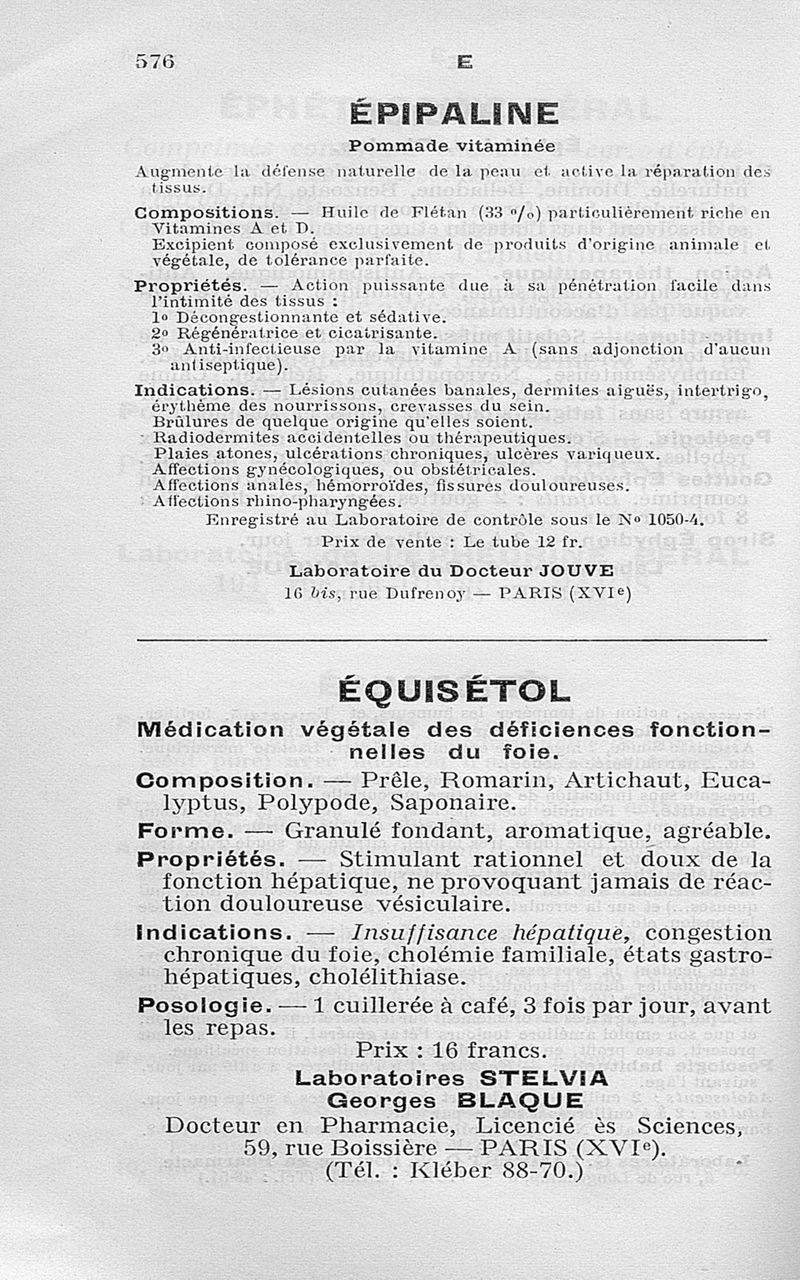 576
E
ÉPIPALINE
Pommade vitaminée
Augmente la défense naturelle de la peau et active la réparation des
tissus.
Compositions. — Huile de Flétan (33 º/o) particulièrement riche en
Vitamines A et D.
Excipient composé exclusivement de produits d'origine animale et
végétale, de tolérance parfaite.
Propriétés. — Action puissante due à sa pénétration facile dans
l'intimité des tissus :
1º Décongestionnante et sédative.
2º Régénératrice et cicatrisante.
3º Anti-infectieuse par la vitamine A (sans adjonction d'aucun
antiseptique).
Indications. — Lésions cutanées banales, dermites aiguës, intertrigo,
érythème des nourrissons, crevasses du sein.
Brûlures de quelque origine qu'elles soient.
Radiodermites accidentelles ou thérapeutiques.
Plaies atones, ulcérations chroniques, ulcères variqueux.
Affections gynécologiques, ou obstétricales.
Affections anales, hémorroïdes, fissures douloureuses.
Affections rhino-pharyngées.
Enregistré au Laboratoire de contrôle sous le Nº 1050-4.
Prix de vente : Le tube 12 fr.
Laboratoire du Docteur JOUVE
16 bis, rue Dufrenoy — PARIS (XVIᵉ)
ÉQUISÉTOL
Médication végétale des déficiences fonction-
nelles du foie.
Composition. — Prêle, Romarin, Artichaut, Euca-
lyptus, Polypode, Saponaire.
Forme. — Granulé fondant, aromatique, agréable.
Propriétés. — Stimulant rationnel et doux de la
fonction hépatique, ne provoquant jamais de réac-
tion douloureuse vésiculaire.
Indications. — Insuffisance hépatique, congestion
chronique du foie, cholémie familiale, états gastro-
hépatiques, cholélithiase.
Posologie. — 1 cuillerée à café, 3 fois par jour, avant
les repas.
Prix : 16 francs.
Laboratoires STELVIA
Georges BLAQUE
Docteur en Pharmacie, Licencié ès Sciences,
59, rue Boissière — PARIS (XVIᵉ).
(Tél. : Kléber 88-70.)